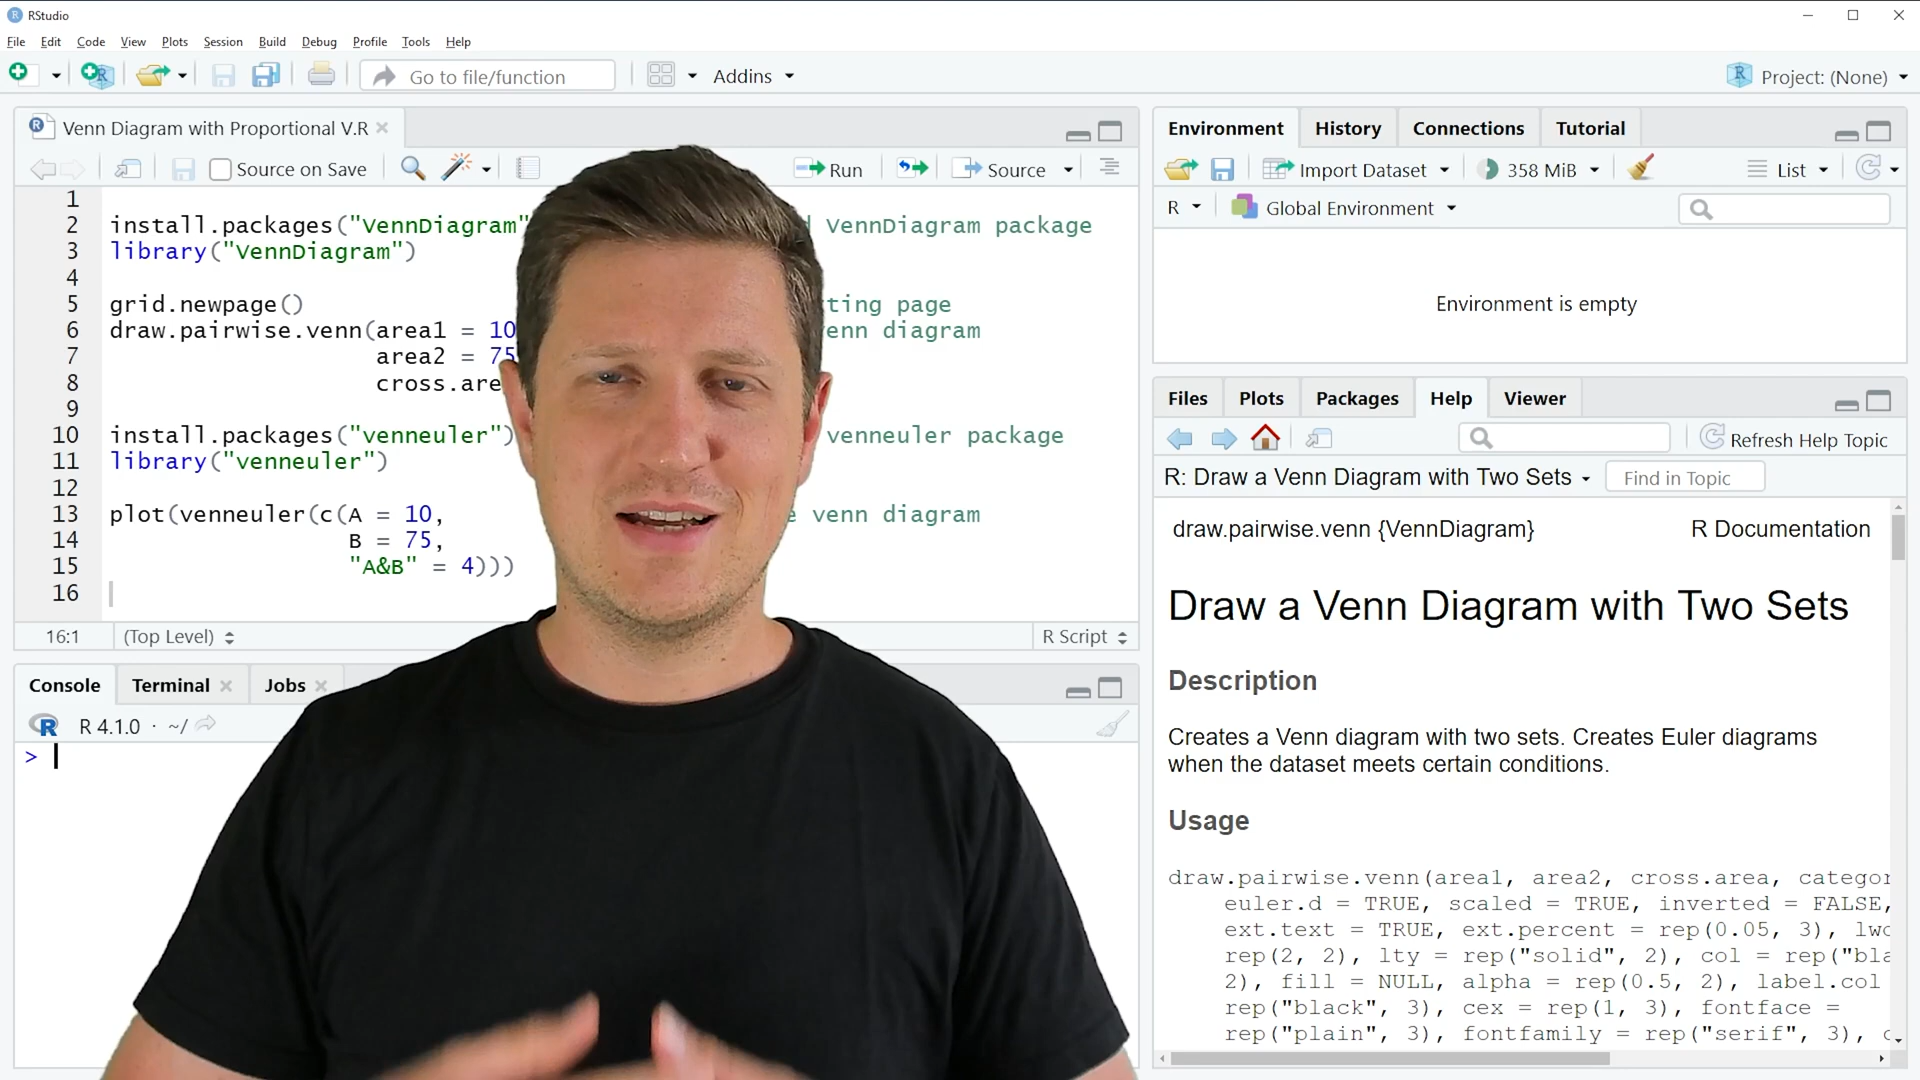 RStudio
File Edit Code View Plots Session Build Debug Profile Tools Help
Go to file/function Addins Project: (None)
Venn Diagram with Proportional V.R
Source on Save Run Source
1
2 install.packages("VennDiagram" VennDiagram package
3 library("VennDiagram")
4
5 grid.newpage() page
6 draw.pairwise.venn(area1 = 10 venn diagram
7 area2 = 75
8 cross.are
9
10 install.packages("venneuler") venneuler package
11 library("venneuler")
12
13 plot(venneuler(c(A = 10, venn diagram
14 B = 75,
15 "A&B" = 4)))
16
16:1 (Top Level) R Script
Console Terminal Jobs
R 4.1.0 · ~/
>
Environment History Connections Tutorial
Import Dataset 358 MiB List
R Global Environment
Environment is empty
Files Plots Packages Help Viewer
Refresh Help Topic
R: Draw a Venn Diagram with Two Sets Find in Topic
draw.pairwise.venn {VennDiagram} R Documentation
Draw a Venn Diagram with Two Sets
Description
Creates a Venn diagram with two sets. Creates Euler diagrams
when the dataset meets certain conditions.
Usage
draw.pairwise.venn(area1, area2, cross.area, categor
euler.d = TRUE, scaled = TRUE, inverted = FALSE,
ext.text = TRUE, ext.percent = rep(0.05, 3), lwd
rep(2, 2), lty = rep("solid", 2), col = rep("bla
2), fill = NULL, alpha = rep(0.5, 2), label.col
rep("black", 3), cex = rep(1, 3), fontface =
rep("plain", 3), fontfamily = rep("serif", 3), c